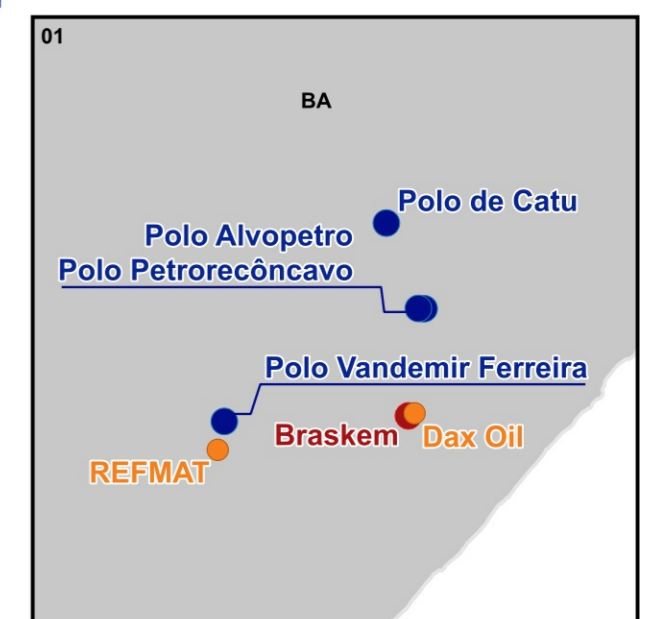 01
BA
Polo de Catu
Polo Alvopetro
Polo Petrorecôncavo
Polo Vandemir Ferreira
Braskem
Dax Oil
REFMAT